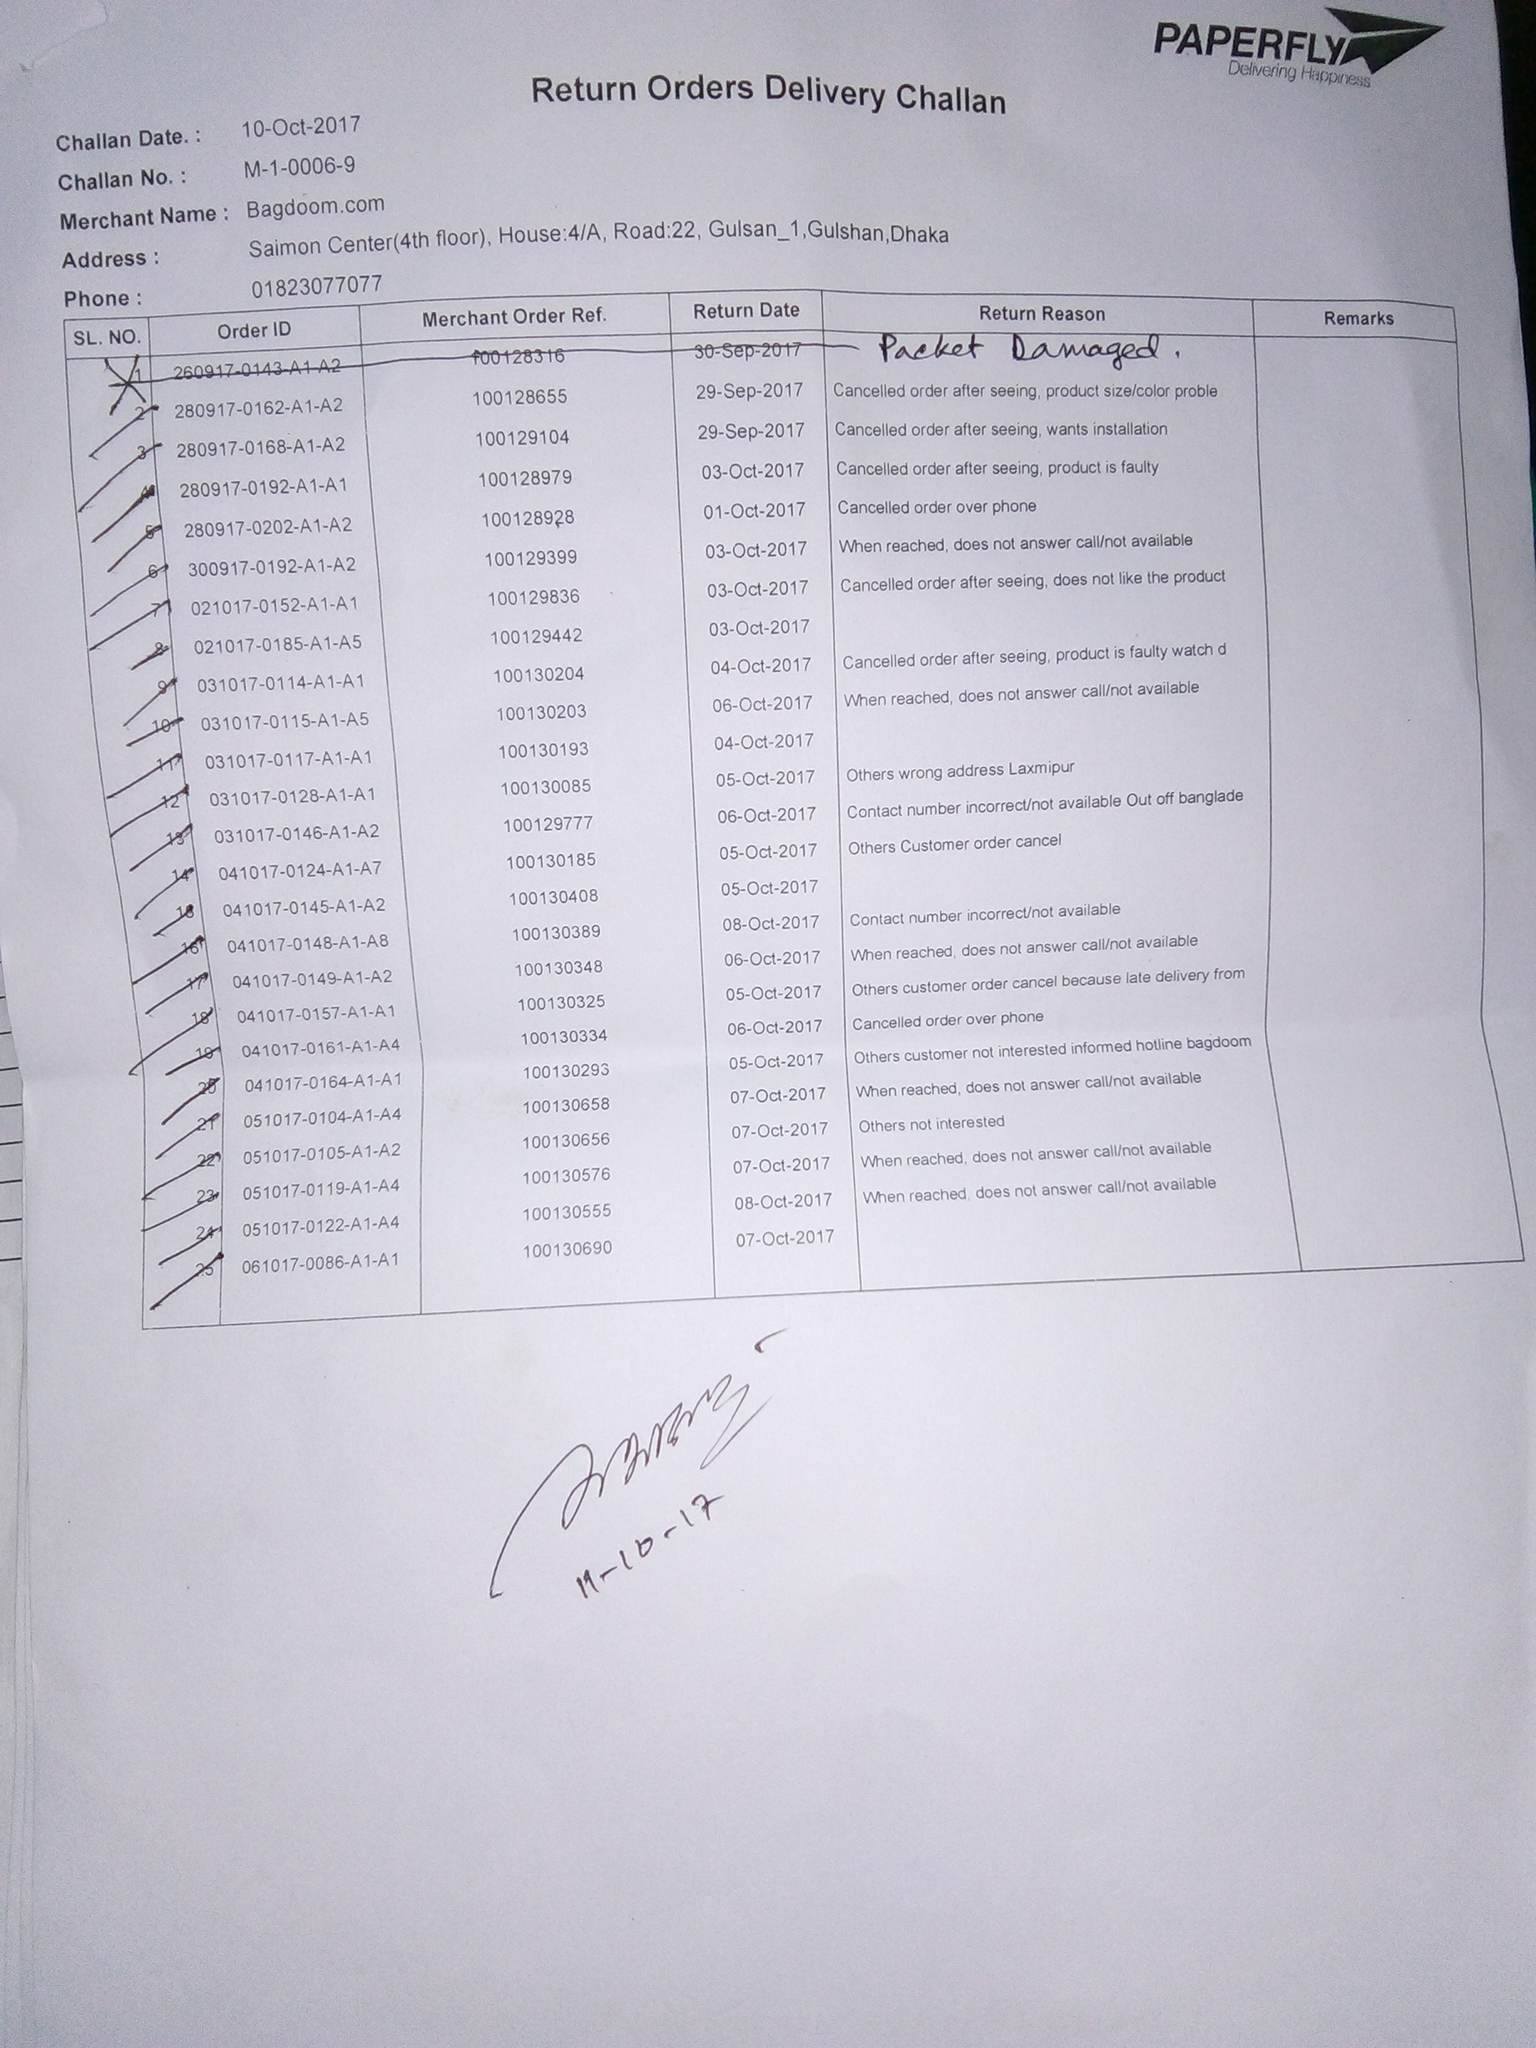 PAPERFLY
Delivering Happiness
Return Orders Delivery Challan
Challan Date. : 10-Oct-2017
Challan No. : M-1-0006-9
Merchant Name : Bagdoom.com
Address : Saimon Center(4th floor), House:4/A, Road:22, Gulsan_1,Gulshan,Dhaka
Phone : 01823077077
SL. NO. Order ID Merchant Order Ref. Return Date Return Reason Remarks
1 260917-0143-A1-A2 100128316 30-Sep-2017 Packet Damaged.
2 280917-0162-A1-A2 100128655 29-Sep-2017 Cancelled order after seeing, product size/color proble
3 280917-0168-A1-A2 100129104 29-Sep-2017 Cancelled order after seeing, wants installation
4 280917-0192-A1-A1 100128979 03-Oct-2017 Cancelled order after seeing, product is faulty
5 280917-0202-A1-A2 100128928 01-Oct-2017 Cancelled order over phone
6 300917-0192-A1-A2 100129399 03-Oct-2017 When reached, does not answer call/not available
7 021017-0152-A1-A1 100129836 03-Oct-2017 Cancelled order after seeing, does not like the product
8 021017-0185-A1-A5 100129442 03-Oct-2017
9 031017-0114-A1-A1 100130204 04-Oct-2017 Cancelled order after seeing, product is faulty watch d
10 031017-0115-A1-A5 100130203 06-Oct-2017 When reached, does not answer call/not available
11 031017-0117-A1-A1 100130193 04-Oct-2017
12 031017-0128-A1-A1 100130085 05-Oct-2017 Others wrong address Laxmipur
13 031017-0146-A1-A2 100129777 06-Oct-2017 Contact number incorrect/not available Out off banglade
14 041017-0124-A1-A7 100130185 05-Oct-2017 Others Customer order cancel
15 041017-0145-A1-A2 100130408 05-Oct-2017
16 041017-0148-A1-A8 100130389 08-Oct-2017 Contact number incorrect/not available
17 041017-0149-A1-A2 100130348 06-Oct-2017 When reached, does not answer call/not available
18 041017-0157-A1-A1 100130325 05-Oct-2017 Others customer order cancel because late delivery from
19 041017-0161-A1-A4 100130334 06-Oct-2017 Cancelled order over phone
20 041017-0164-A1-A1 100130293 05-Oct-2017 Others customer not interested informed hotline bagdoom
21 051017-0104-A1-A4 100130658 07-Oct-2017 When reached, does not answer call/not available
22 051017-0105-A1-A2 100130656 07-Oct-2017 Others not interested
23 051017-0119-A1-A4 100130576 07-Oct-2017 When reached, does not answer call/not available
24 051017-0122-A1-A4 100130555 08-Oct-2017 When reached, does not answer call/not available
25 061017-0086-A1-A1 100130690 07-Oct-2017
11-10-17